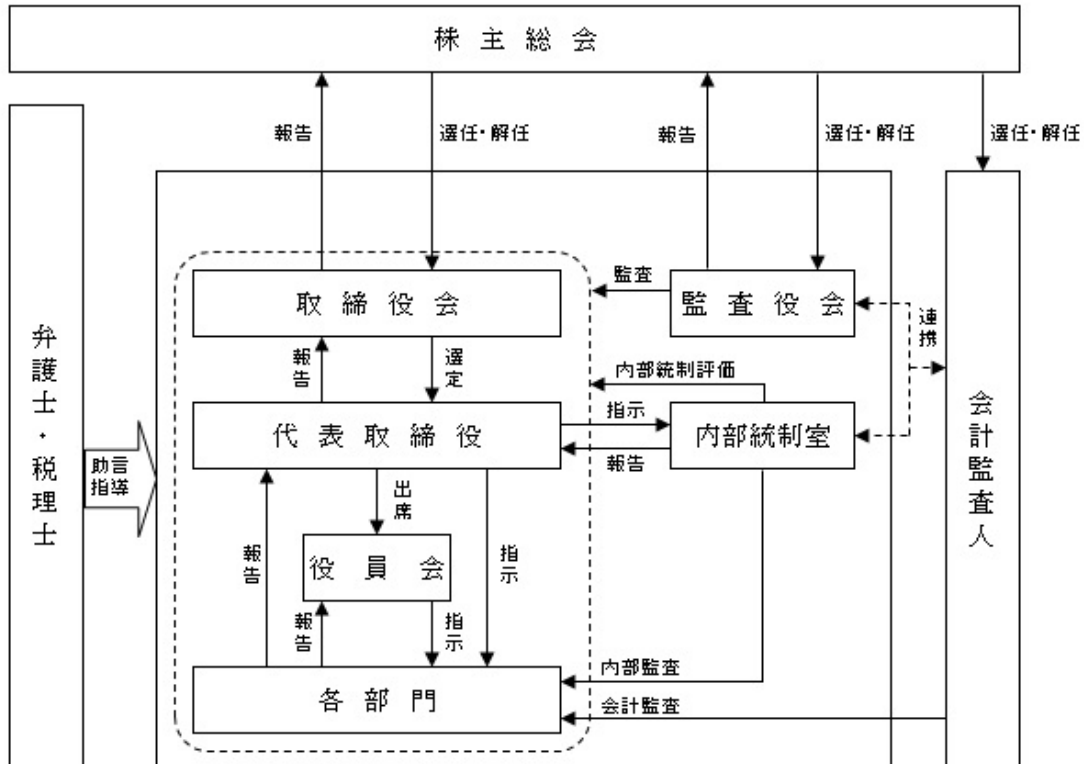 株主総会
報告
選任・解任
報告
選任・解任
選任・解任
取締役会
監査
監査役会
連携
報告
選定
内部統制評価
代表取締役
指示
報告
内部統制室
弁護士・税理士
助言
指導
会計監査人
出席
役員会
報告
指示
報告
指示
各部門
内部監査
会計監査